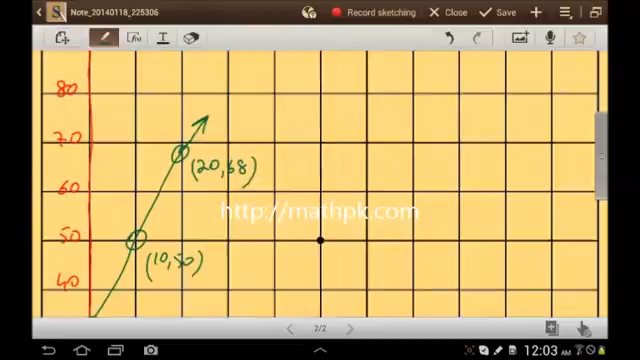 Note_20140118_225306
Record sketching
Close
Save
80
70
(20,68)
60
http://mathpk.com
50
(10,50)
40
2/2
12:03 AM